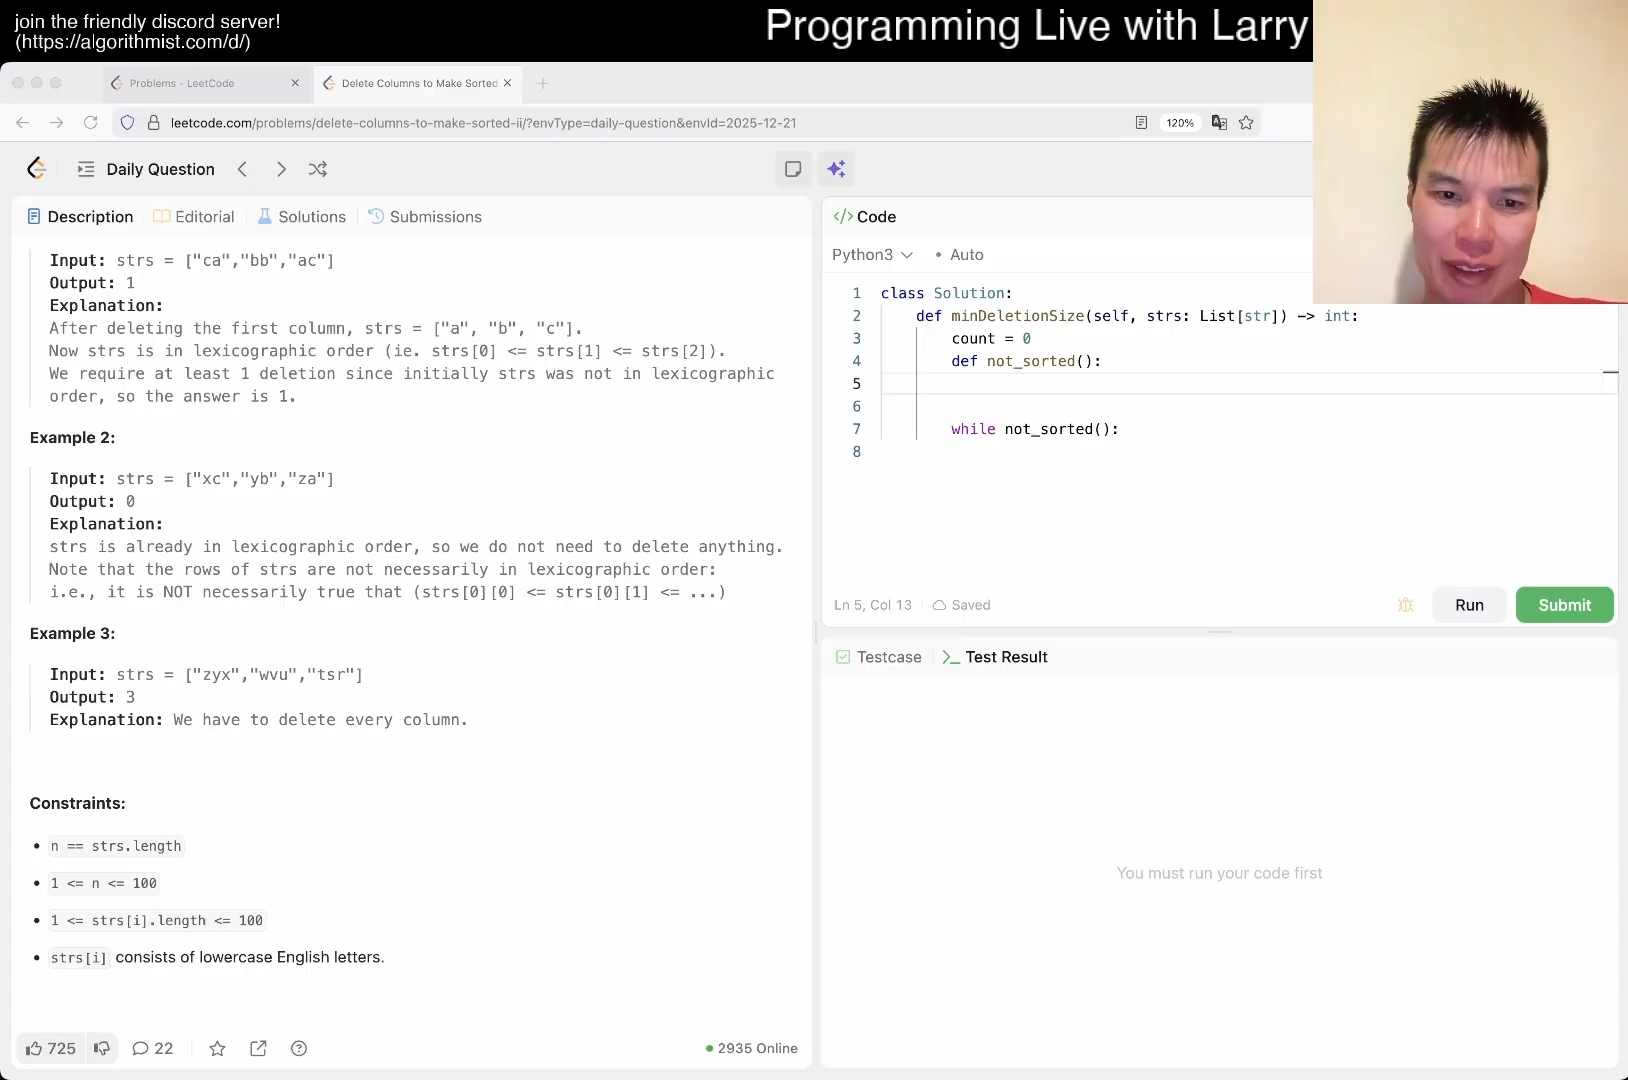 join the friendly discord server!
(https://algorithmist.com/d/)
Programming Live with Larry
Problems - LeetCode
Delete Columns to Make Sorted
leetcode.com/problems/delete-columns-to-make-sorted-ii/?envType=daily-question&envId=2025-12-21
120%
Daily Question
Description
Editorial
Solutions
Submissions
Input: strs = ["ca","bb","ac"]
Output: 1
Explanation:
After deleting the first column, strs = ["a", "b", "c"].
Now strs is in lexicographic order (ie. strs[0] <= strs[1] <= strs[2]).
We require at least 1 deletion since initially strs was not in lexicographic
order, so the answer is 1.
Example 2:
Input: strs = ["xc","yb","za"]
Output: 0
Explanation:
strs is already in lexicographic order, so we do not need to delete anything.
Note that the rows of strs are not necessarily in lexicographic order:
i.e., it is NOT necessarily true that (strs[0][0] <= strs[0][1] <= ...)
Example 3:
Input: strs = ["zyx","wvu","tsr"]
Output: 3
Explanation: We have to delete every column.
Constraints:
• n == strs.length
• 1 <= n <= 100
• 1 <= strs[i].length <= 100
• strs[i] consists of lowercase English letters.
725
22
2935 Online
</> Code
Python3
• Auto
1 class Solution:
2 def minDeletionSize(self, strs: List[str]) -> int:
3 count = 0
4 def not_sorted():
5
6
7 while not_sorted():
8
Ln 5, Col 13
Saved
Run
Submit
Testcase
Test Result
You must run your code first